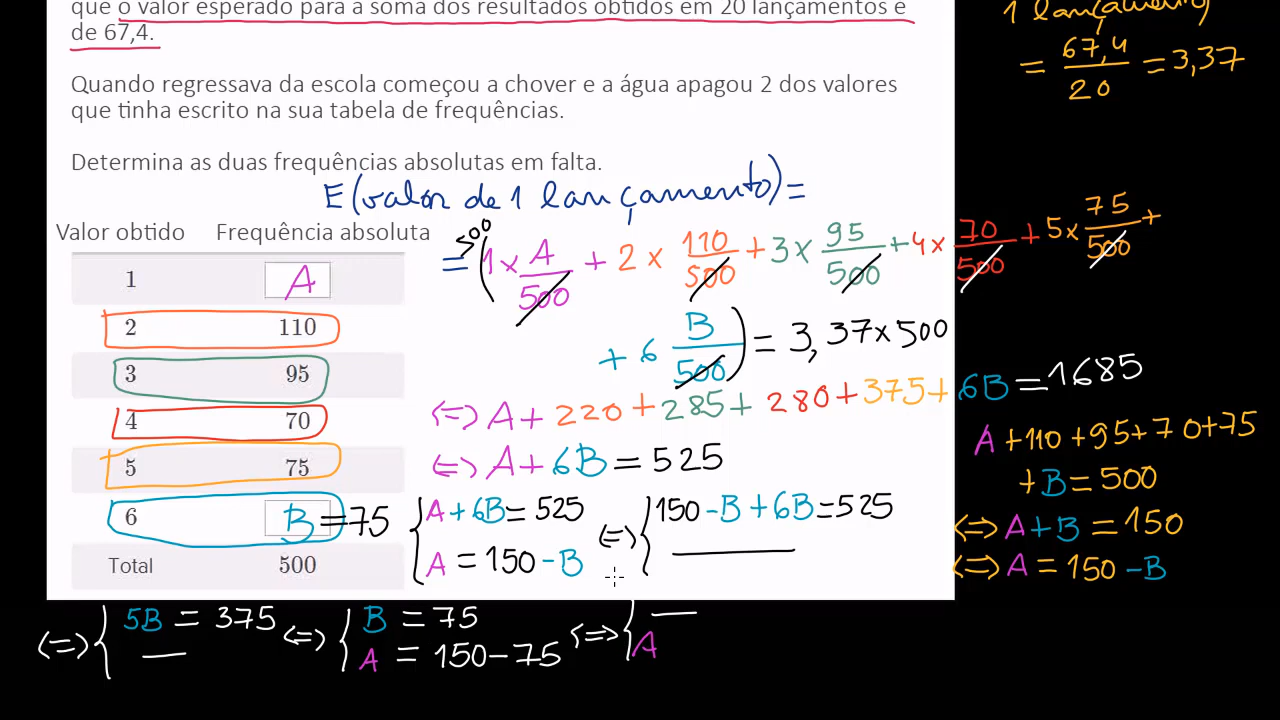 que o valor esperado para a soma dos resultados obtidos em 20 lançamentos é
de 67,4.
1 lançamento
= 67,4/20 = 3,37
Quando regressava da escola começou a chover e a água apagou 2 dos valores
que tinha escrito na sua tabela de frequências.
Determina as duas frequências absolutas em falta.
E(valor de 1 lançamento)=
Valor obtido Frequência absoluta
1 A
2 110
3 95
4 70
5 75
6 B =75
Total 500
= 500(1 × A/500 + 2 × 110/500 + 3 × 95/500 + 4 × 70/500 + 5 × 75/500 +
+ 6 B/500) = 3,37×500
<=> A + 220 + 285 + 280 + 375 + 6B = 1685
<=> A + 6B = 525
{ A + 6B = 525 <=> { 150 - B + 6B = 525
A = 150 - B
A +110 +95+70+75
+B = 500
<=> A + B = 150
<=> A = 150 - B
<=> { 5B = 375 <=> { B = 75 <=> {
A = 150-75 A